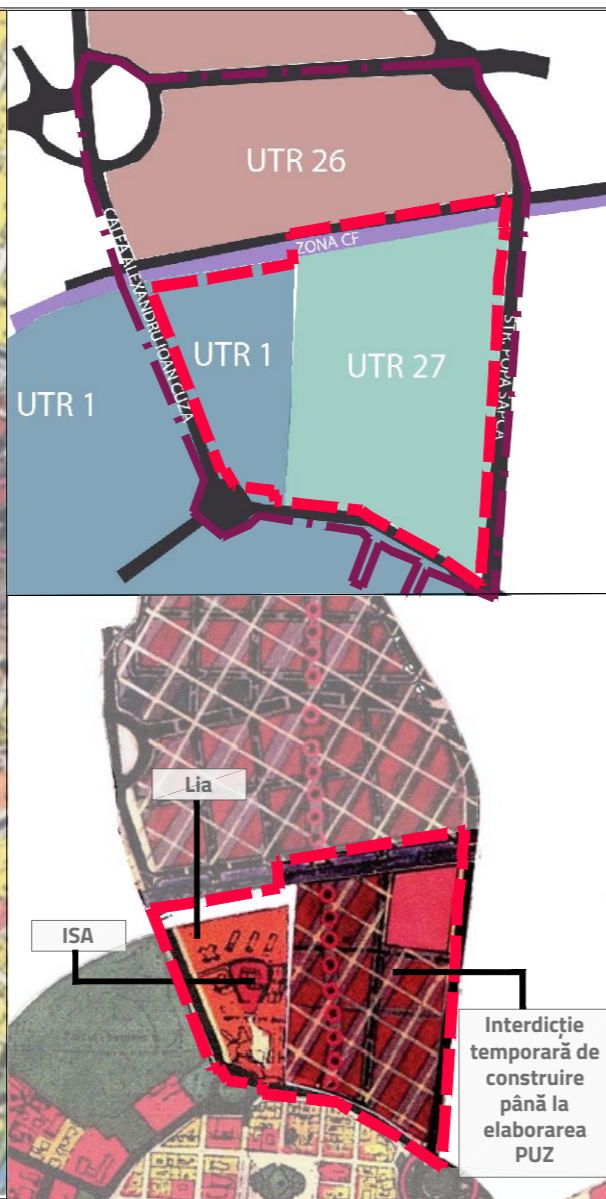 UTR 26
ZONA CF
CALEA ALEXANDRU IOAN CUZA
UTR 1
UTR 27
UTR 1
STR. POPA ȘAPCA
Lia
ISA
Interdicție
temporară de
construire
până la
elaborarea
PUZ